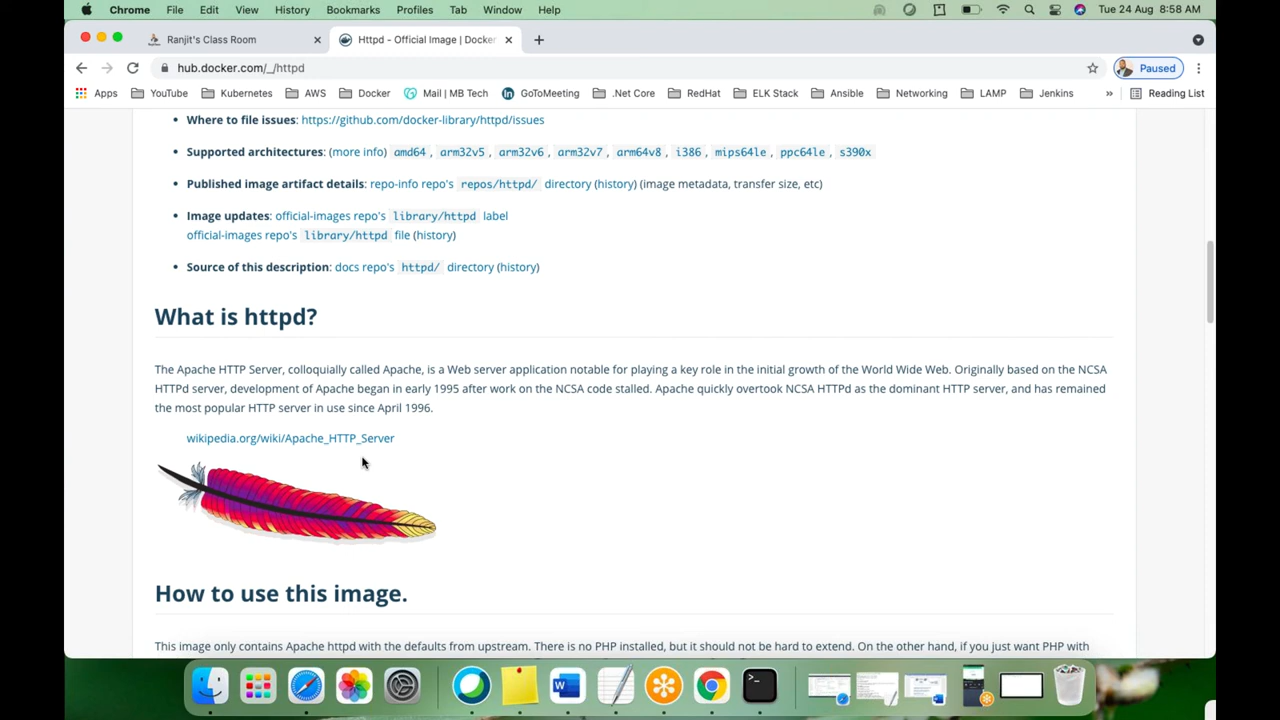 Chrome File Edit View History Bookmarks Profiles Tab Window Help Tue 24 Aug 8:58 AM
Ranjit's Class Room Httpd - Official Image | Docker
hub.docker.com/_/httpd Paused
Apps YouTube Kubernetes AWS Docker Mail | MB Tech GoToMeeting .Net Core RedHat ELK Stack Ansible Networking LAMP Jenkins » Reading List
• Where to file issues: https://github.com/docker-library/httpd/issues
• Supported architectures: (more info) amd64 , arm32v5 , arm32v6 , arm32v7 , arm64v8 , i386 , mips64le , ppc64le , s390x
• Published image artifact details: repo-info repo's repos/httpd/ directory (history) (image metadata, transfer size, etc)
• Image updates: official-images repo's library/httpd label
official-images repo's library/httpd file (history)
• Source of this description: docs repo's httpd/ directory (history)
What is httpd?
The Apache HTTP Server, colloquially called Apache, is a Web server application notable for playing a key role in the initial growth of the World Wide Web. Originally based on the NCSA
HTTPd server, development of Apache began in early 1995 after work on the NCSA code stalled. Apache quickly overtook NCSA HTTPd as the dominant HTTP server, and has remained
the most popular HTTP server in use since April 1996.
wikipedia.org/wiki/Apache_HTTP_Server
How to use this image.
This image only contains Apache httpd with the defaults from upstream. There is no PHP installed, but it should not be hard to extend. On the other hand, if you just want PHP with